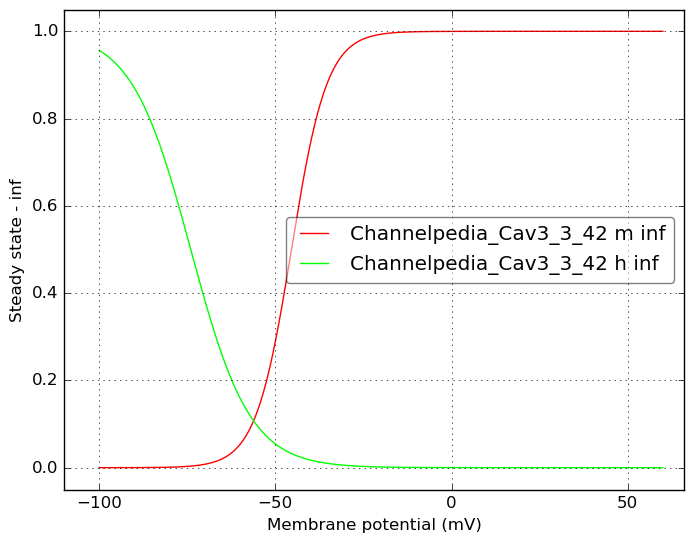 1.0
0.8
0.6
0.4
0.2
0.0
Steady state - inf
Channelpedia_Cav3_3_42 m inf
Channelpedia_Cav3_3_42 h inf
−100
−50
0
50
Membrane potential (mV)